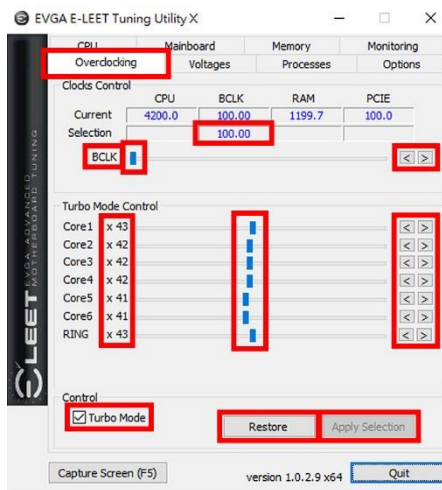 EVGA E-LEET Tuning Utility X
CPU Mainboard Memory Monitoring
Overclocking Voltages Processes Options
Clocks Control
CPU BCLK RAM PCIE
Current 4200.0 100.00 1199.7 100.0
Selection 100.00
BCLK < >
Turbo Mode Control
Core1 x 43 < >
Core2 x 42 < >
Core3 x 42 < >
Core4 x 42 < >
Core5 x 41 < >
Core6 x 41 < >
RING x 43 < >
Control
Turbo Mode
Restore Apply Selection
Capture Screen (F5) version 1.0.2.9 x64 Quit
ELEET
EVGA ADVANCED
MOTHERBOARD TUNING